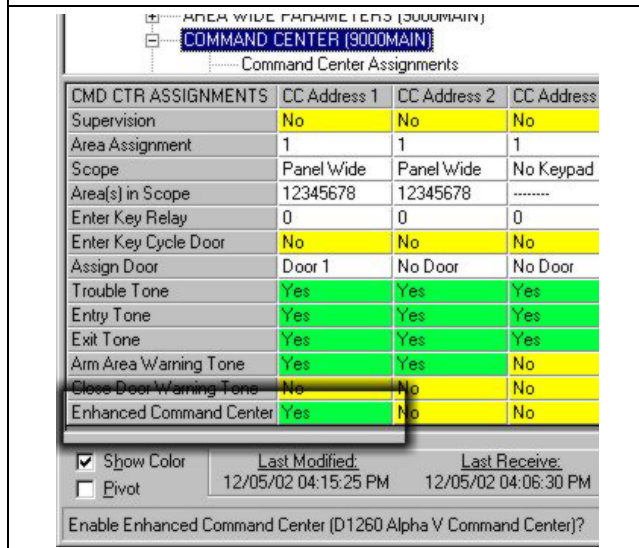 AREA WIDE PARAMETERS (9000MAIN)
COMMAND CENTER (9000MAIN)
Command Center Assignments
CMD CTR ASSIGNMENTS CC Address 1 CC Address 2 CC Address
Supervision No No No
Area Assignment 1 1 1
Scope Panel Wide Panel Wide No Keypad
Area(s) in Scope 12345678 12345678 --------
Enter Key Relay 0 0 0
Enter Key Cycle Door No No No
Assign Door Door 1 No Door No Door
Trouble Tone Yes Yes Yes
Entry Tone Yes Yes Yes
Exit Tone Yes Yes Yes
Arm Area Warning Tone Yes Yes No
Close Door Warning Tone No No No
Enhanced Command Center Yes No No
Show Color Last Modified: Last Receive:
Pivot 12/05/02 04:15:25 PM 12/05/02 04:06:30 PM
Enable Enhanced Command Center (D1260 Alpha V Command Center)?